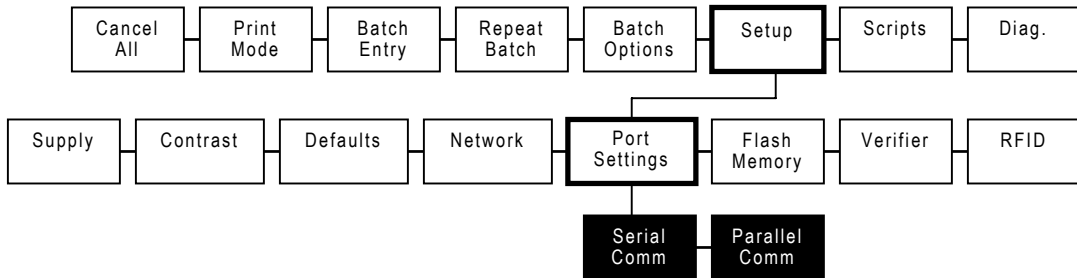 Cancel All
Print Mode
Batch Entry
Repeat Batch
Batch Options
Setup
Scripts
Diag.
Supply
Contrast
Defaults
Network
Port Settings
Flash Memory
Verifier
RFID
Serial Comm
Parallel Comm